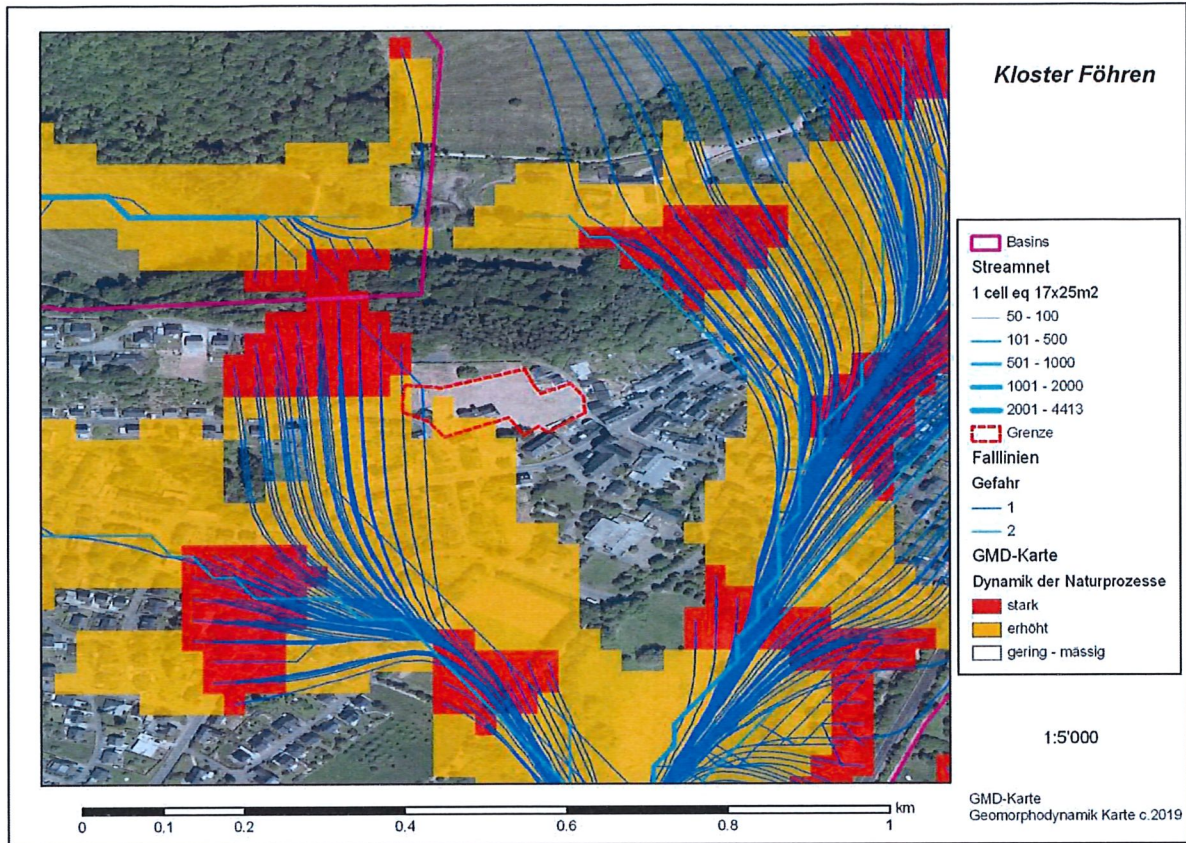 Kloster Föhren
Basins
Streamnet
1 cell eq 17x25m2
50 - 100
101 - 500
501 - 1000
1001 - 2000
2001 - 4413
Grenze
Falllinien
Gefahr
1
2
GMD-Karte
Dynamik der Naturprozesse
stark
erhöht
gering - mässig
1:5'000
GMD-Karte
Geomorphodynamik Karte c.2019
km
0 0.1 0.2 0.4 0.6 0.8 1